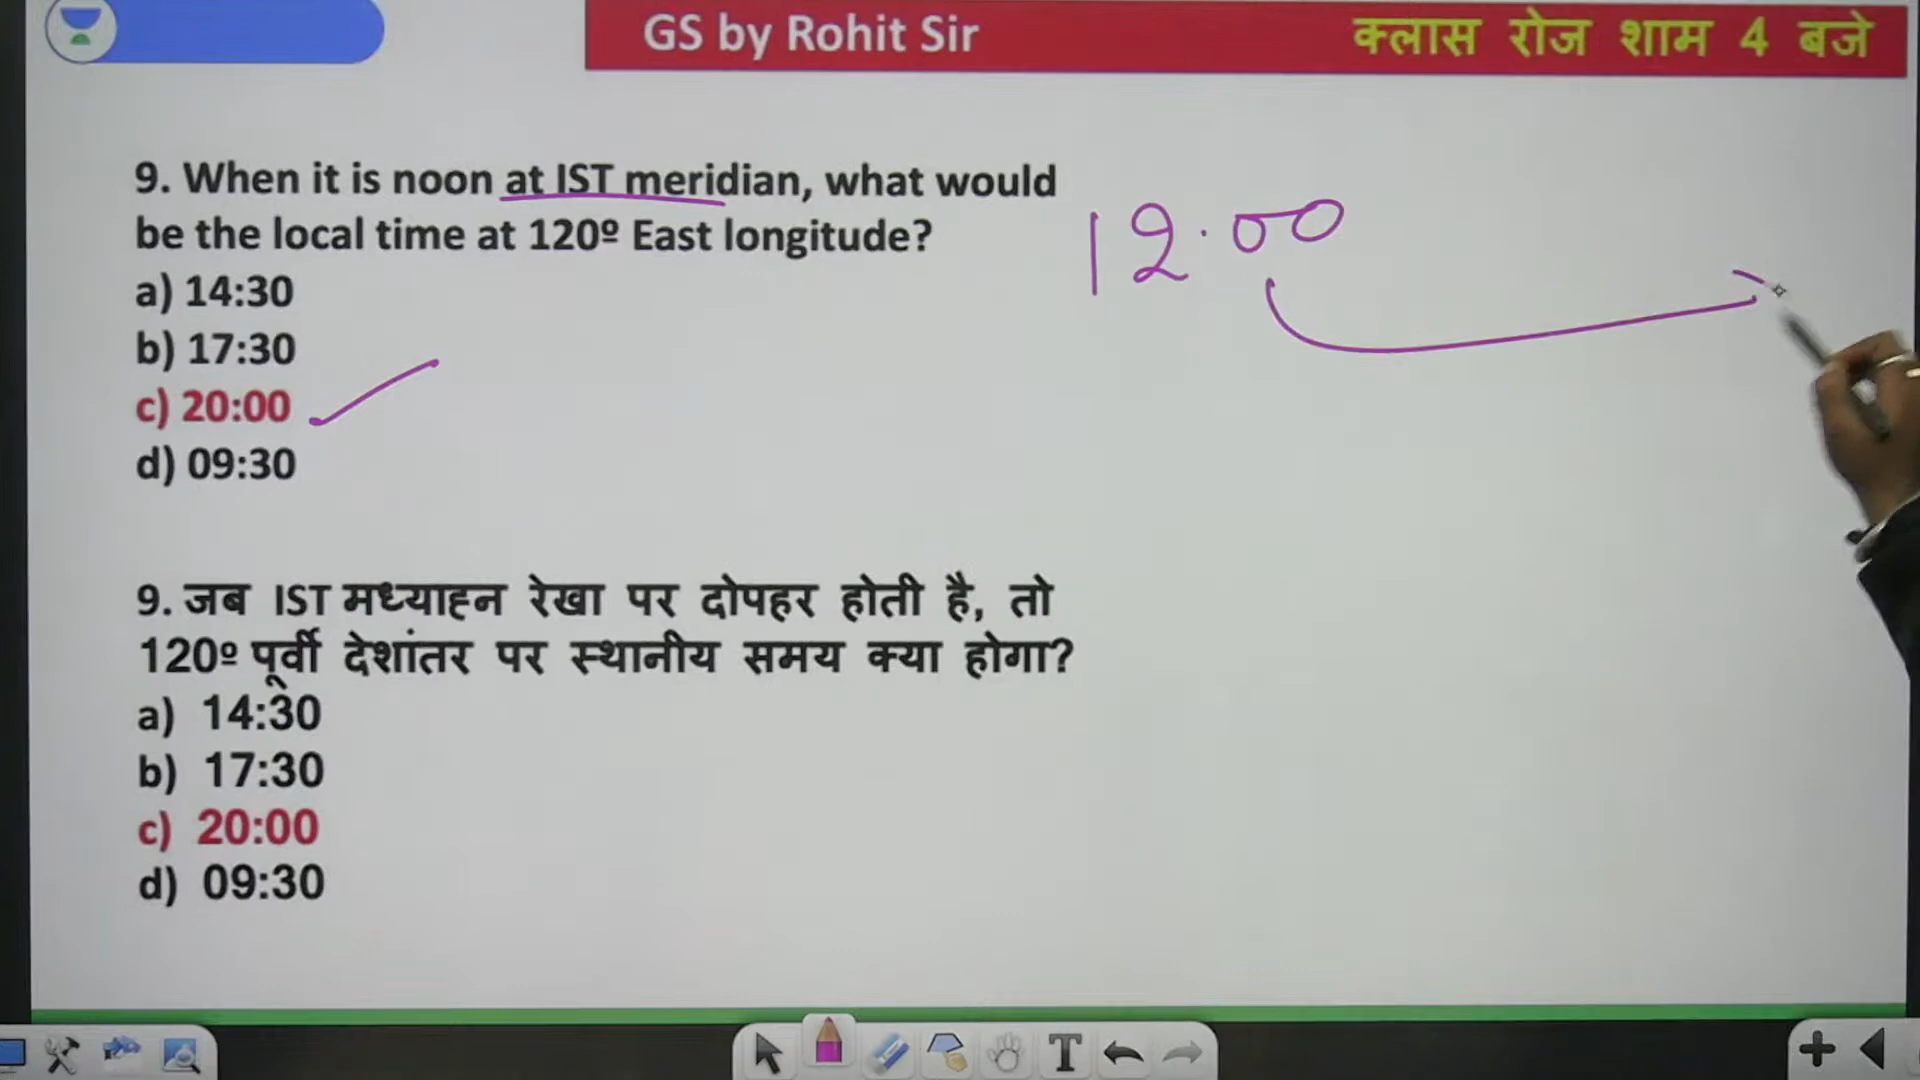 GS by Rohit Sir
क्लास रोज शाम 4 बजे
9. When it is noon at IST meridian, what would
be the local time at 120º East longitude?
a) 14:30
b) 17:30
c) 20:00
d) 09:30
12.00
9. जब IST मध्याह्न रेखा पर दोपहर होती है, तो
120º पूर्वी देशांतर पर स्थानीय समय क्या होगा?
a) 14:30
b) 17:30
c) 20:00
d) 09:30
T